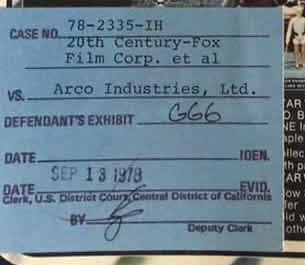 CASE NO. 78-2335-IH
20th Century-Fox
Film Corp. et al
VS. Arco Industries, Ltd.
DEFENDANT'S EXHIBIT G66
DATE IDEN.
SEP 13 1978
DATE EVID.
Clerk, U.S. District Court, Central District of California
BY
Deputy Clerk